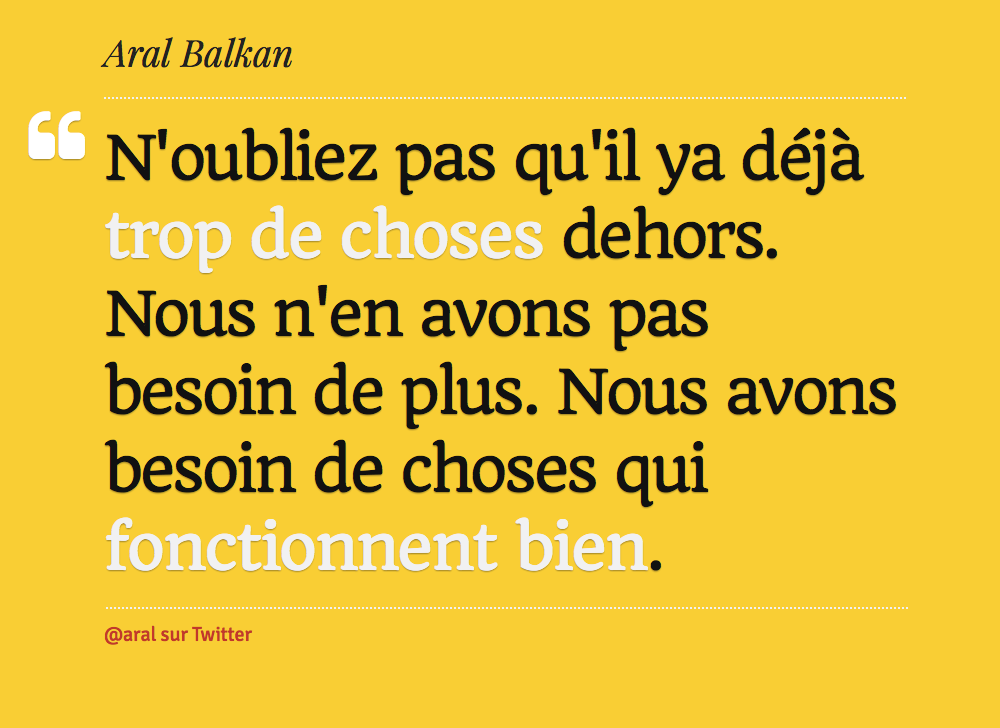 Aral Balkan
“
N'oubliez pas qu'il ya déjà
trop de choses dehors.
Nous n'en avons pas
besoin de plus. Nous avons
besoin de choses qui
fonctionnent bien.
@aral sur Twitter